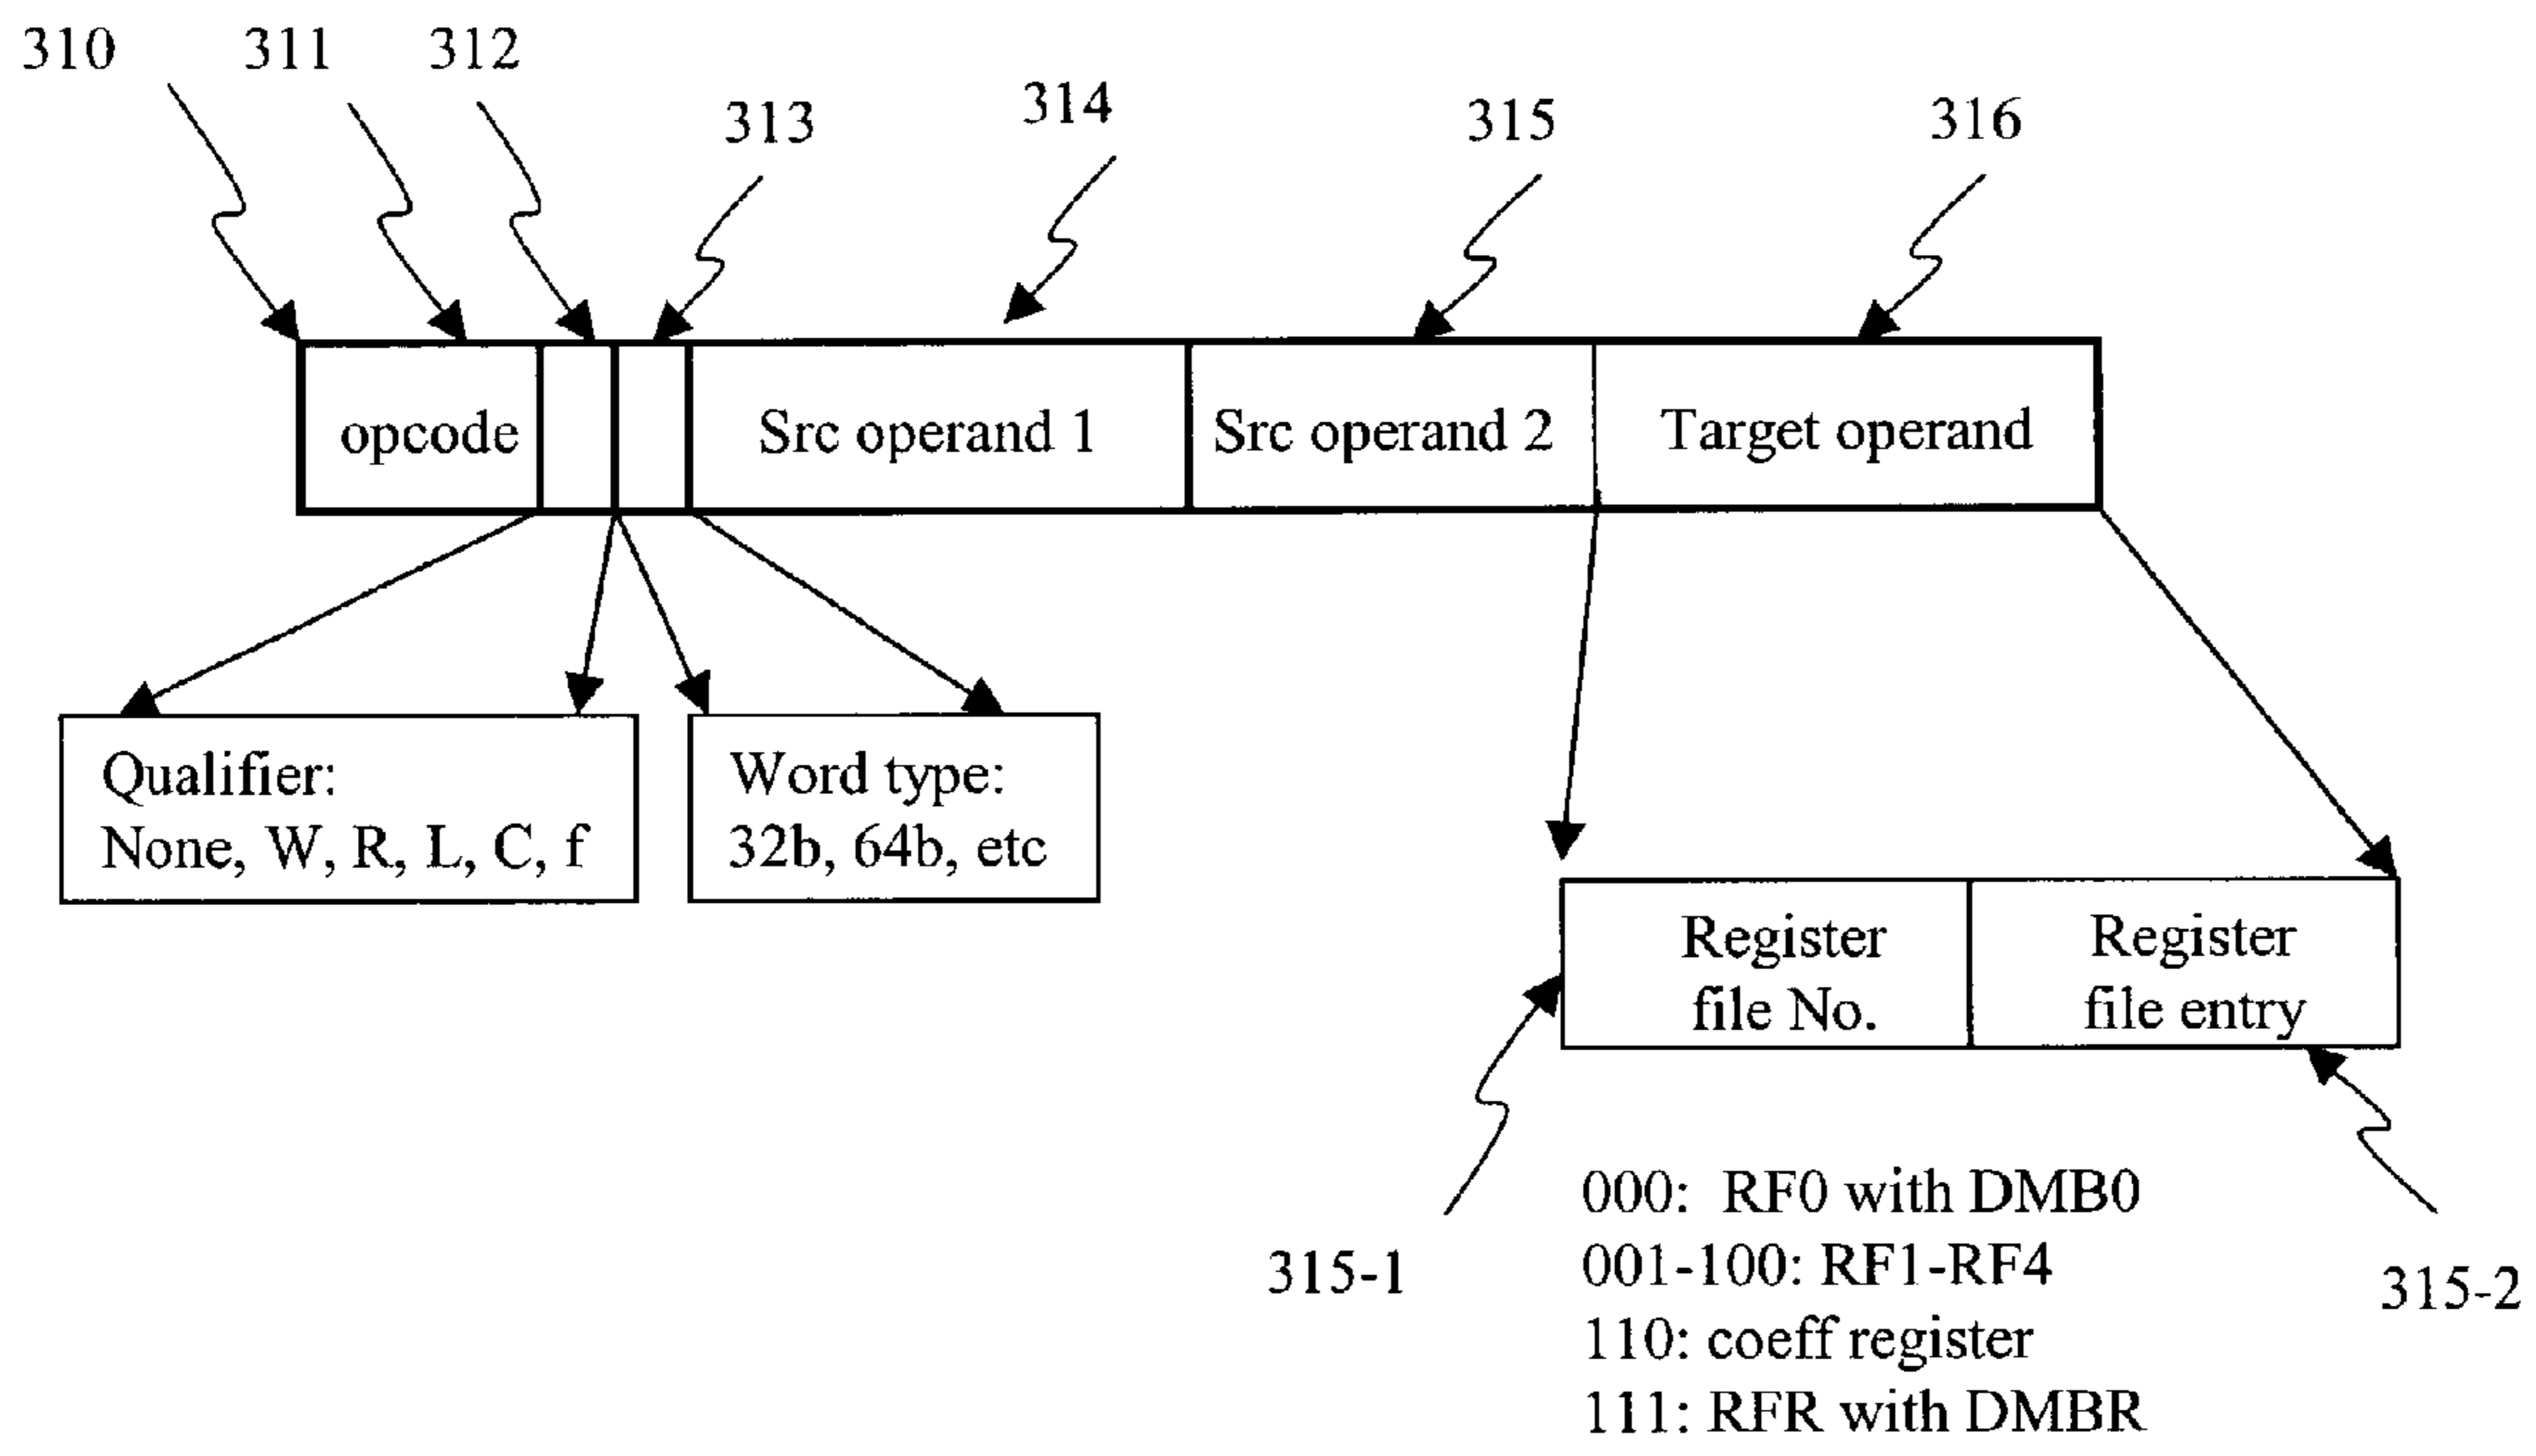 310
311
312
313
314
315
316
opcode
Src operand 1
Src operand 2
Target operand
Qualifier:
None, W, R, L, C, f
Word type:
32b, 64b, etc
Register
file No.
Register
file entry
315-1
315-2
000: RF0 with DMB0
001-100: RF1-RF4
110: coeff register
111: RFR with DMBR